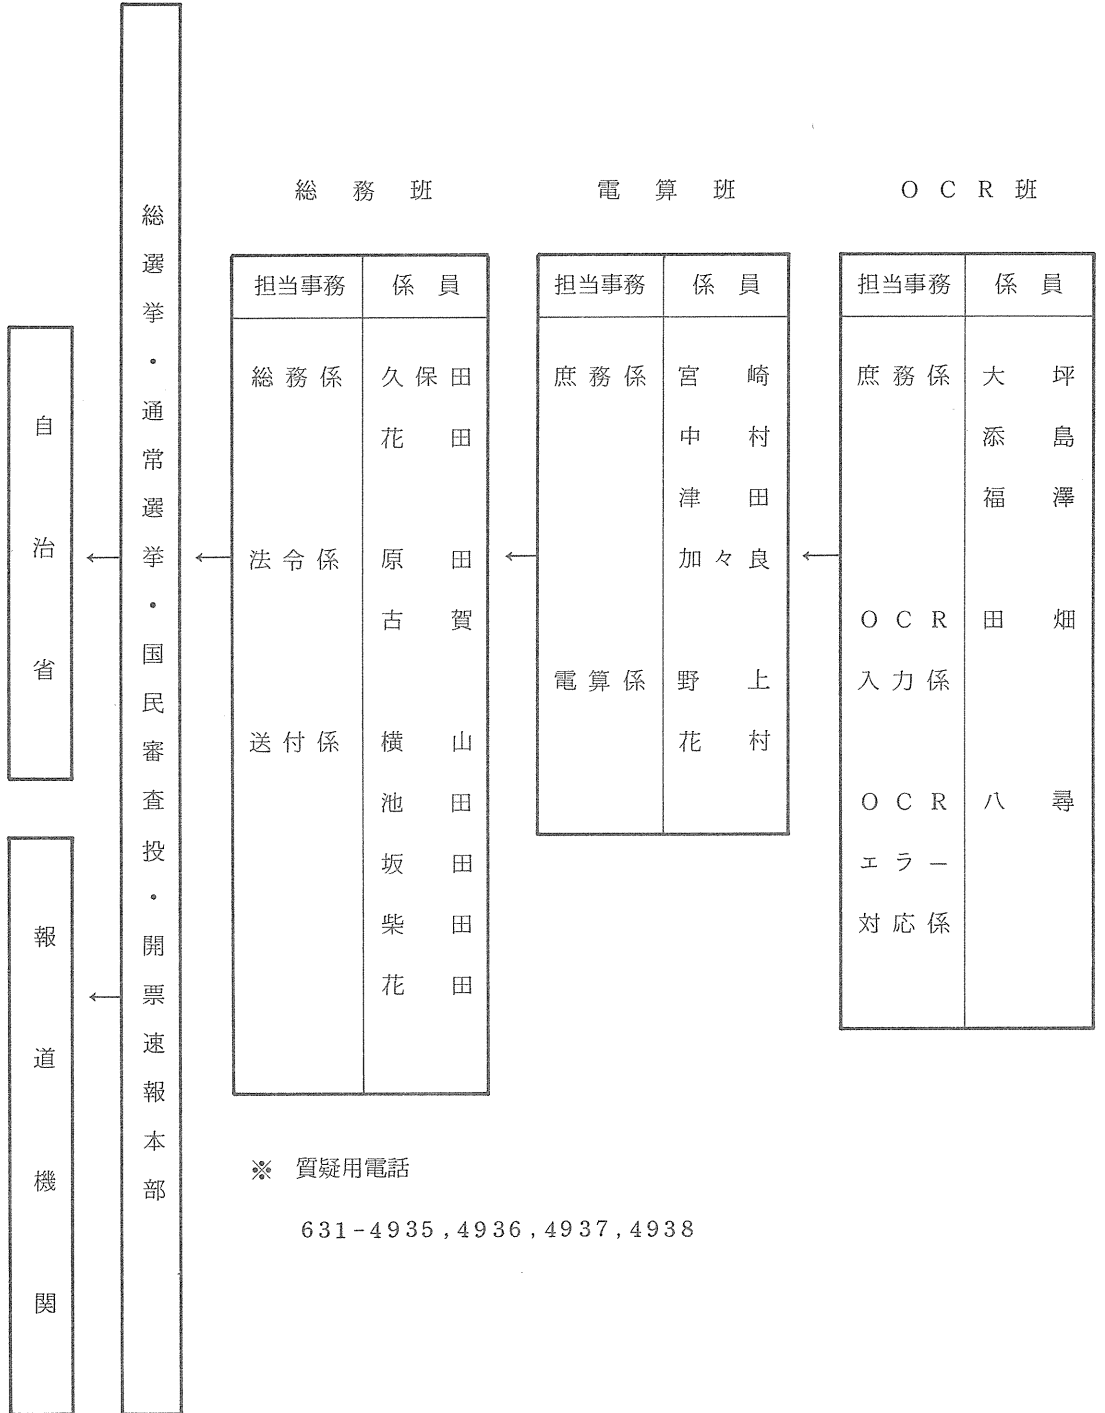 総務班
電算班
OCR班
総選挙・通常選挙・国民審査投・開票速報本部
自治省
報道機関
担当事務 係員
総務係 久保田
花田
法令係 原田
古賀
送付係 横山
池田
坂田
柴田
花田
担当事務 係員
庶務係 宮崎
中村
津田
加々良
電算係 野上
花村
担当事務 係員
庶務係 大坪
添島
福澤
OCR 田畑
入力係
OCR 八尋
エラー
対応係
← ← ← ←
←
※ 質疑用電話
631-4935,4936,4937,4938